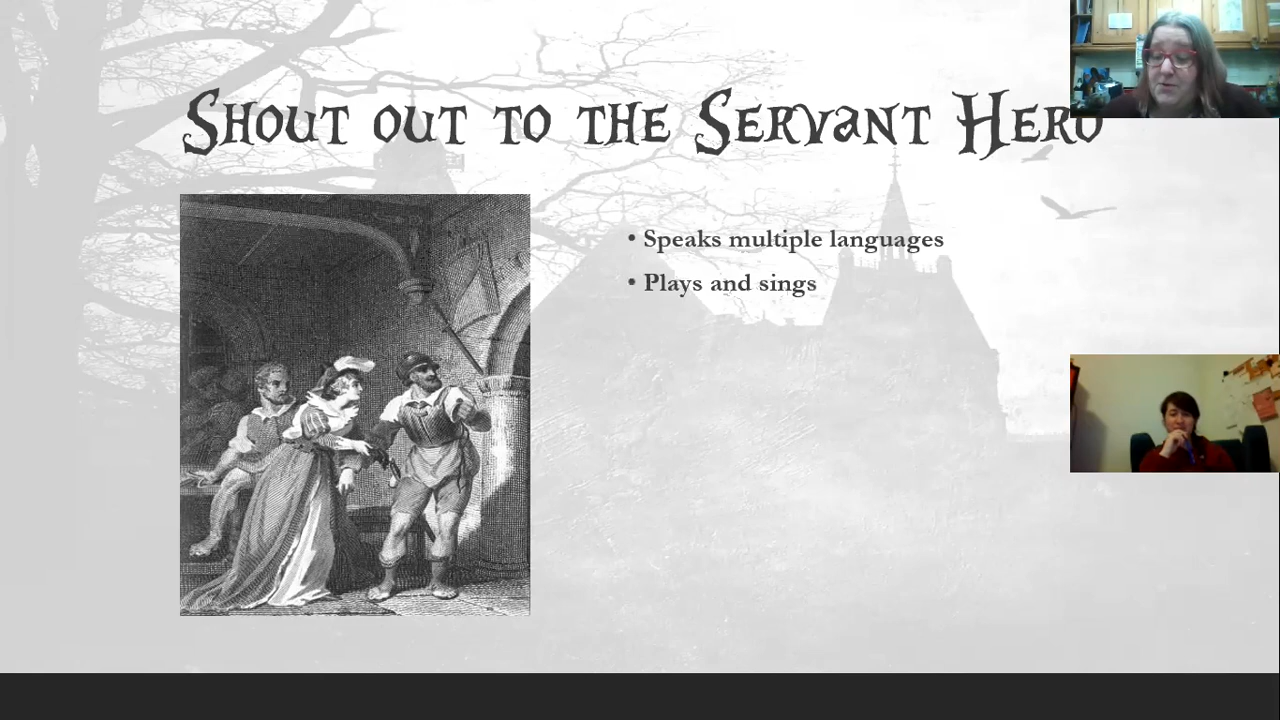 Shout out to the Servant Hero
• Speaks multiple languages
• Plays and sings